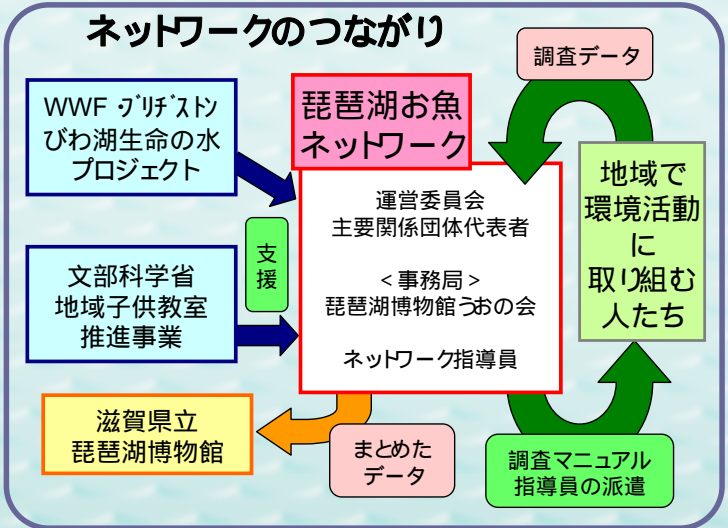 ネットワークのつながり
調査データ
WWF・ブリヂストン
びわ湖生命の水
プロジェクト
琵琶湖お魚
ネットワーク
運営委員会
主要関係団体代表者
<事務局>
琵琶湖博物館うおの会
ネットワーク指導員
地域で
環境活動
に
取り組む
人たち
支
援
文部科学省
地域子供教室
推進事業
滋賀県立
琵琶湖博物館
まとめた
データ
調査マニュアル
指導員の派遣